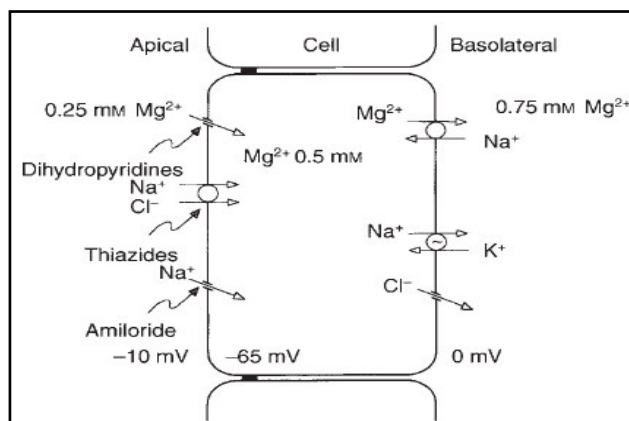 Apical Cell Basolateral
0.25 mM Mg²⁺
Mg²⁺ 0.75 mM Mg²⁺
Na⁺
Mg²⁺ 0.5 mM
Dihydropyridines
Na⁺
Cl⁻
Thiazides
Na⁺
K⁺
Na⁺
Cl⁻
Amiloride
−10 mV −65 mV 0 mV
~